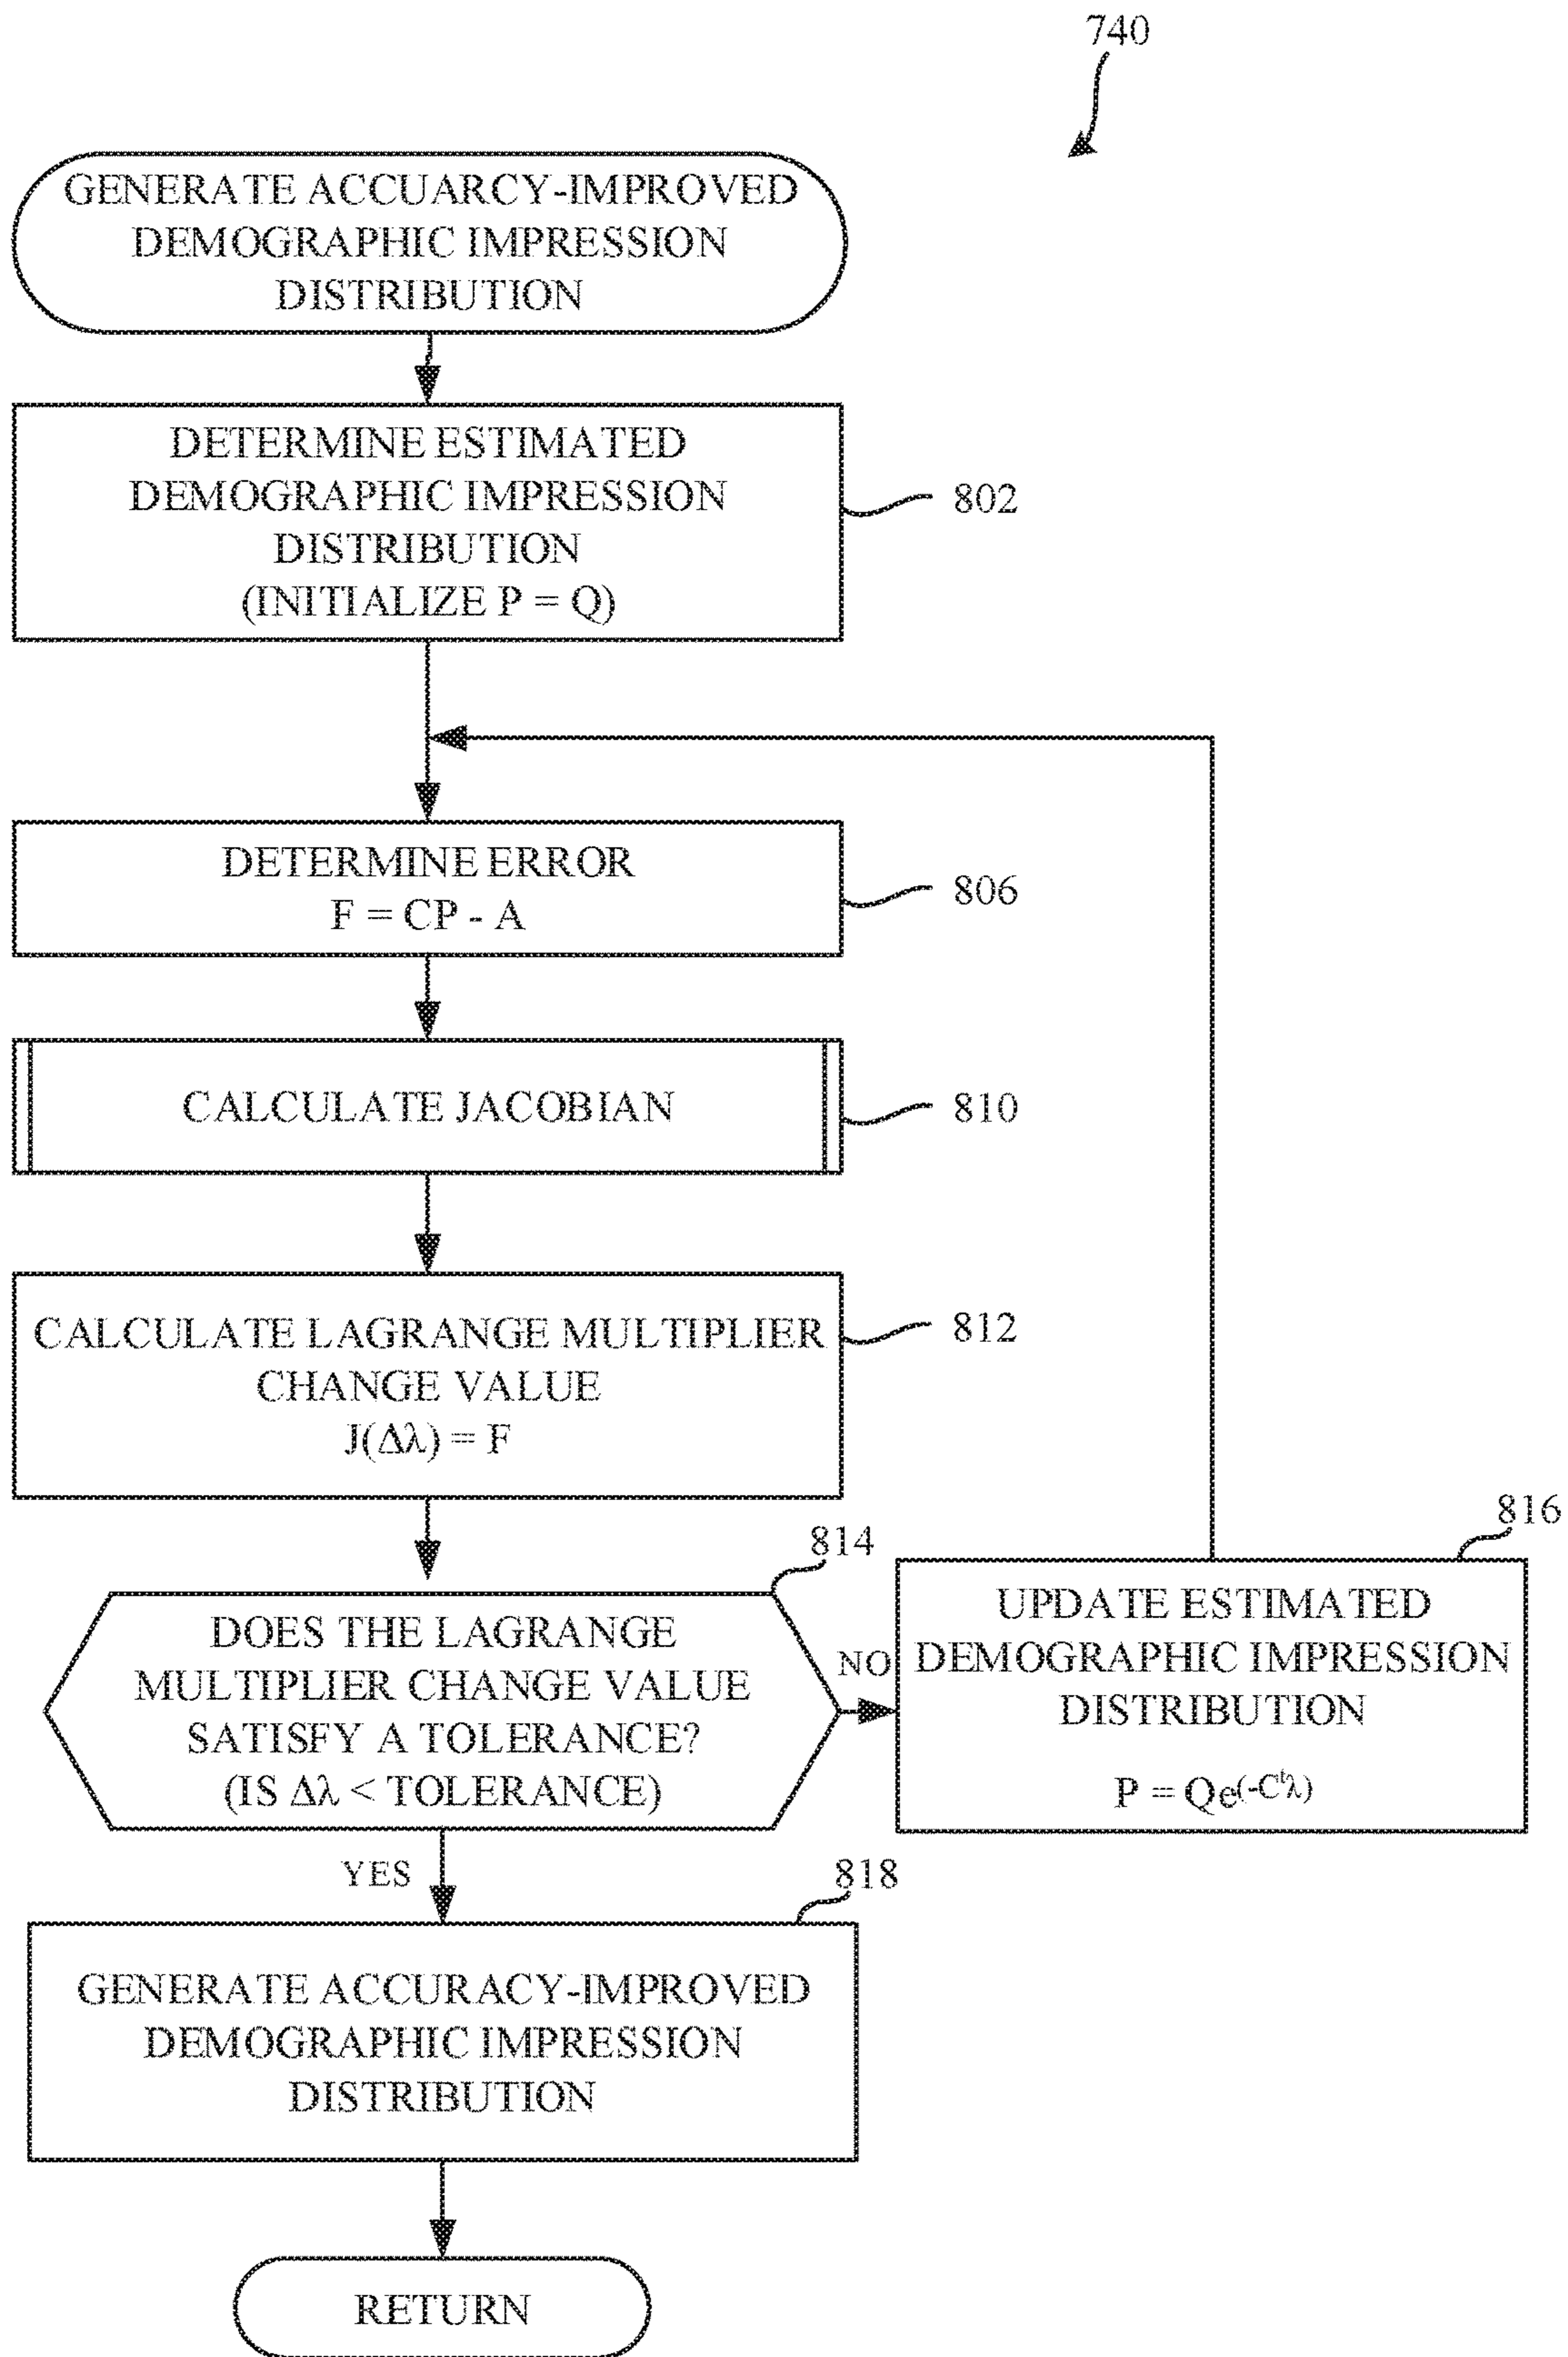 740
GENERATE ACCUARCY-IMPROVED
DEMOGRAPHIC IMPRESSION
DISTRIBUTION
DETERMINE ESTIMATED
DEMOGRAPHIC IMPRESSION
DISTRIBUTION
(INITIALIZE P = Q)
802
DETERMINE ERROR
F = CP - A
806
CALCULATE JACOBIAN
810
CALCULATE LAGRANGE MULTIPLIER
CHANGE VALUE
J(Δλ) = F
812
814
DOES THE LAGRANGE
MULTIPLIER CHANGE VALUE
SATISFY A TOLERANCE?
(IS Δλ < TOLERANCE)
NO
816
UPDATE ESTIMATED
DEMOGRAPHIC IMPRESSION
DISTRIBUTION
P = Qe^(-C^tλ)
YES
818
GENERATE ACCURACY-IMPROVED
DEMOGRAPHIC IMPRESSION
DISTRIBUTION
RETURN